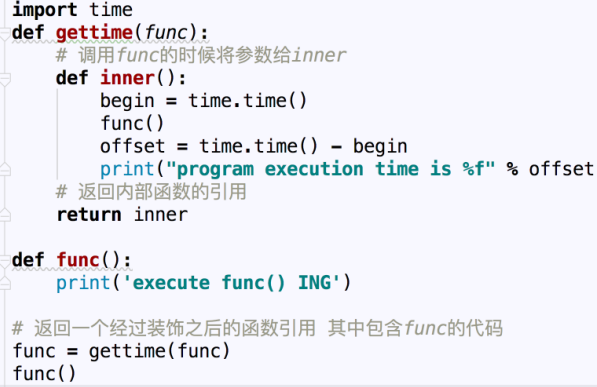 import time
def gettime(func):
    # 调用func的时候将参数给inner
    def inner():
        begin = time.time()
        func()
        offset = time.time() - begin
        print("program execution time is %f" % offset
    # 返回内部函数的引用
    return inner

def func():
    print('execute func() ING')

# 返回一个经过装饰之后的函数引用 其中包含func的代码
func = gettime(func)
func()